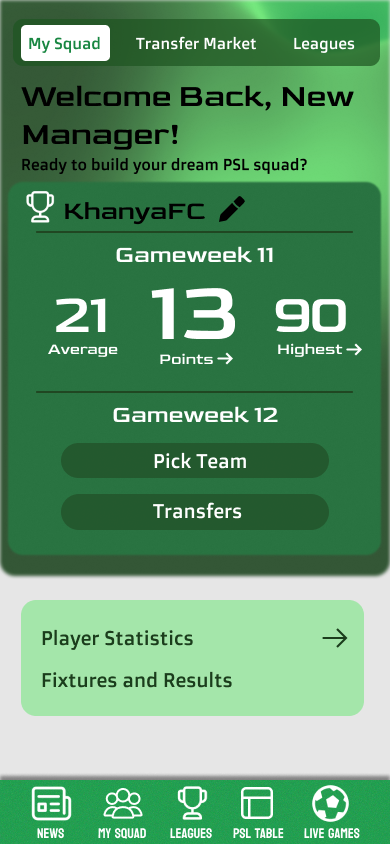 My Squad Transfer Market Leagues
Welcome Back, New
Manager!
Ready to build your dream PSL squad?
KhanyaFC
Gameweek 11
21 13 90
Average Points → Highest →
Gameweek 12
Pick Team
Transfers
Player Statistics →
Fixtures and Results
NEWS MY SQUAD LEAGUES PSL TABLE LIVE GAMES